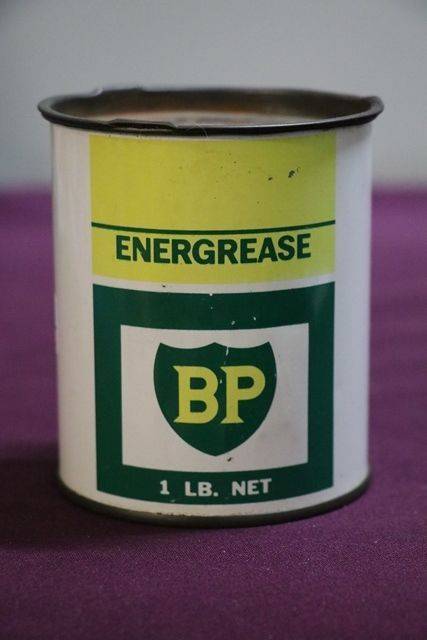 ENERGREASE
BP
1 LB. NET